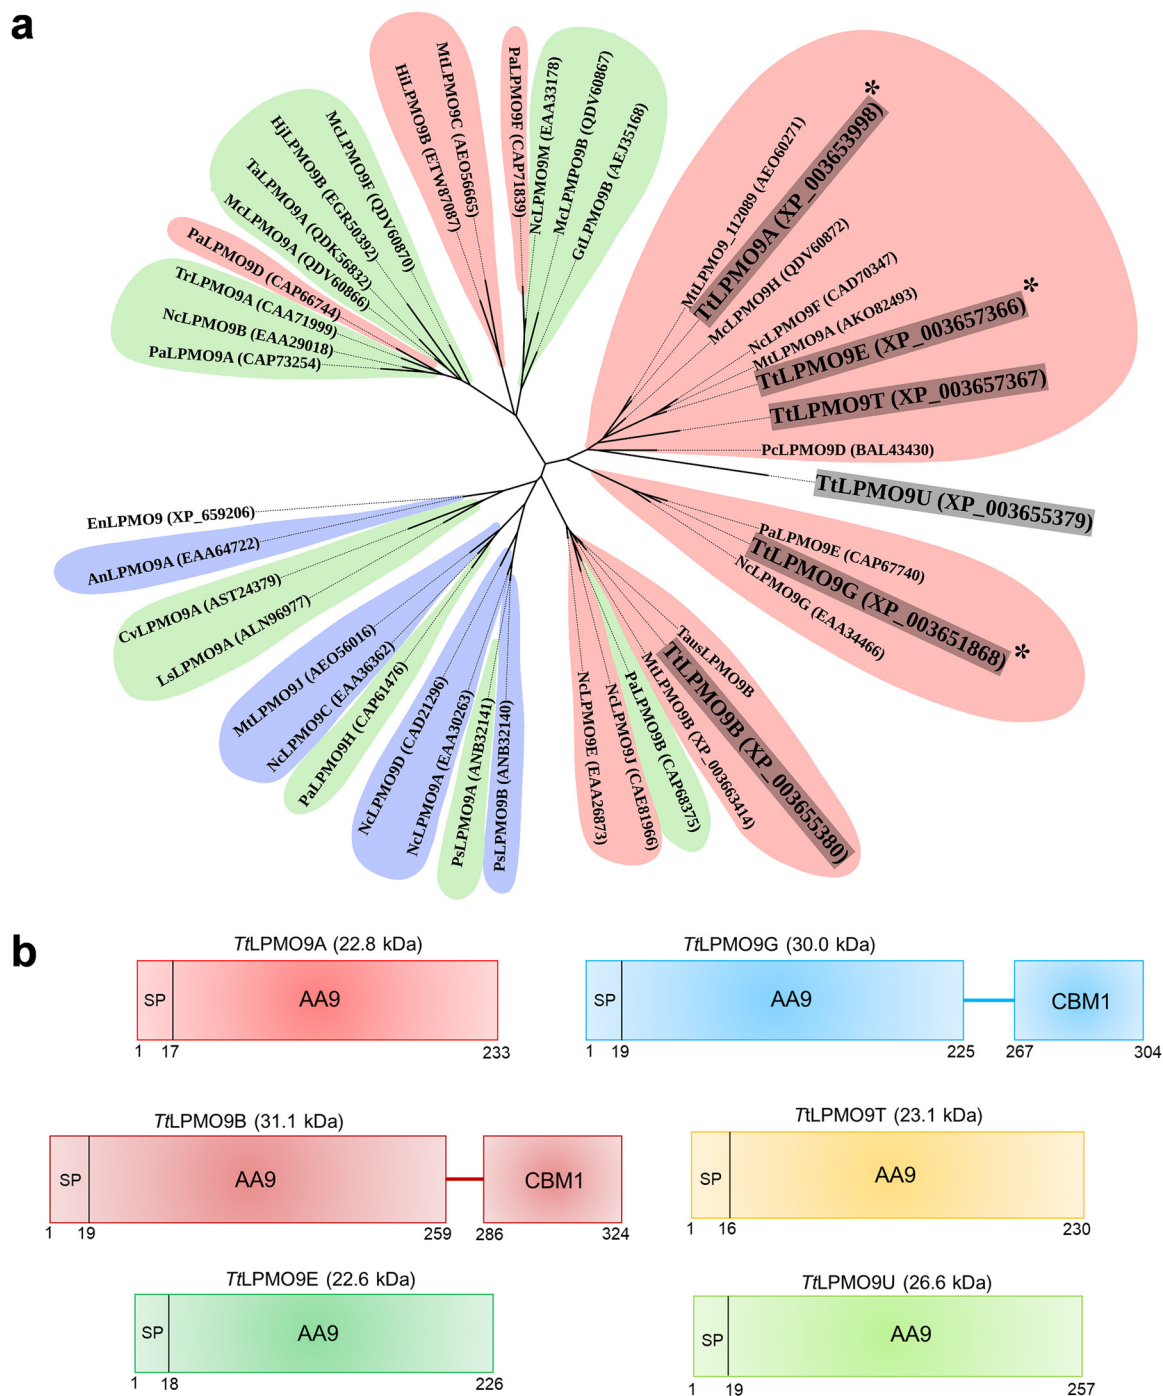 a
HiLPMO9B (ETW87087)
MtLPMO9C (AEO56665)
PaLPMO9F (CAP71839)
NcLPMO9M (EAA33178)
McLPMPO9B (QDV60867)
GtLPMO9B (AEJ35168)
MtLPMO9_112089 (AEO60271)
TtLPMO9A (XP_003653998) *
McLPMO9H (QDV60872)
NcLPMO9F (CAD70347)
MtLPMO9A (AKO82493)
TtLPMO9E (XP_003657366) *
TtLPMO9T (XP_003657367)
PcLPMO9D (BAL43430)
TtLPMO9U (XP_003655379)
PaLPMO9E (CAP67740)
TtLPMO9G (XP_003651868) *
NcLPMO9G (EAA34466)
TausLPMO9B
TtLPMO9B (XP_003655380)
MtLPMO9B (XP_003663414)
PaLPMO9B (CAP68375)
NcLPMO9J (CAE81966)
NcLPMO9E (EAA26873)
PsLPMO9B (ANB32140)
PsLPMO9A (ANB32141)
NcLPMO9A (EAA30263)
NcLPMO9D (CAD21296)
PaLPMO9H (CAP61476)
NcLPMO9C (EAA36362)
MtLPMO9J (AEO56016)
LsLPMO9A (ALN96977)
CvLPMO9A (AST24379)
AnLPMO9A (EAA64722)
EnLPMO9 (XP_659206)
PaLPMO9A (CAP73254)
NcLPMO9B (EAA29018)
TrLPMO9A (CAA71999)
PaLPMO9D (CAP66744)
McLPMO9A (QDV60866)
TaLPMO9A (QDK56832)
HjLPMO9B (EGR50392)
McLPMO9F (QDV60870)
b
TtLPMO9A (22.8 kDa)
SP AA9
1 17 233
TtLPMO9G (30.0 kDa)
SP AA9 CBM1
1 19 225 267 304
TtLPMO9B (31.1 kDa)
SP AA9 CBM1
1 19 259 286 324
TtLPMO9T (23.1 kDa)
SP AA9
1 16 230
TtLPMO9E (22.6 kDa)
SP AA9
1 18 226
TtLPMO9U (26.6 kDa)
SP AA9
1 19 257